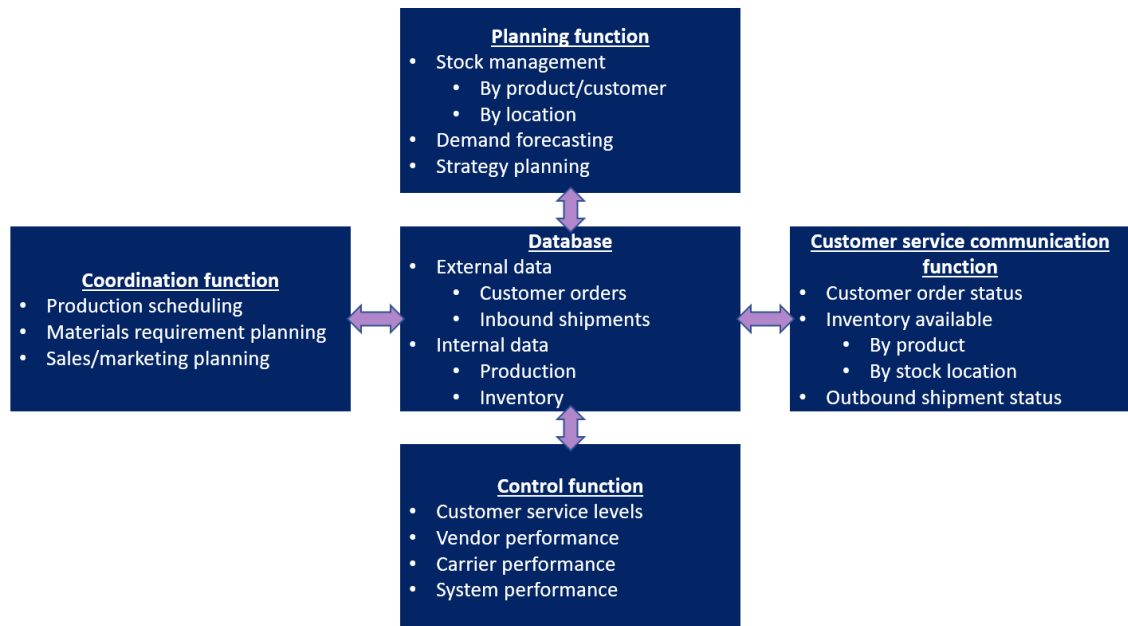 Planning function
• Stock management
• By product/customer
• By location
• Demand forecasting
• Strategy planning
Coordination function
• Production scheduling
• Materials requirement planning
• Sales/marketing planning
Database
• External data
• Customer orders
• Inbound shipments
• Internal data
• Production
• Inventory
Customer service communication
function
• Customer order status
• Inventory available
• By product
• By stock location
• Outbound shipment status
Control function
• Customer service levels
• Vendor performance
• Carrier performance
• System performance